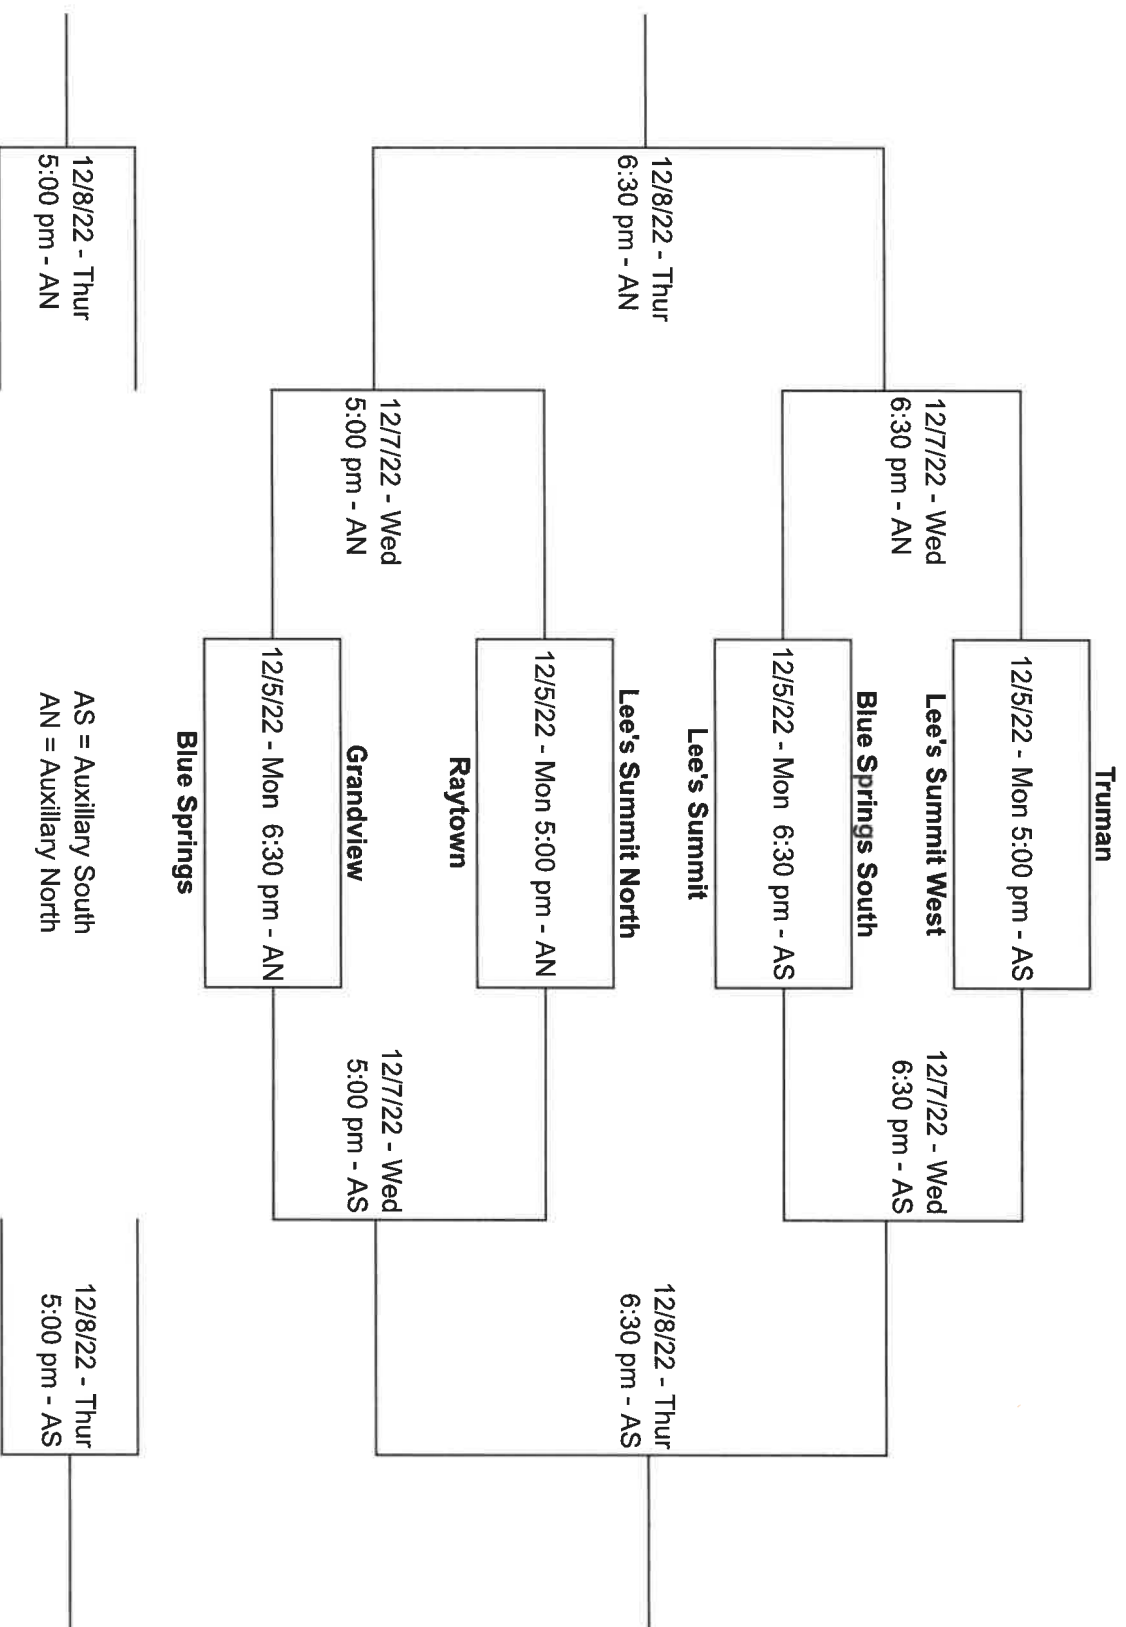 Truman
12/5/22 - Mon 5:00 pm - AS
Lee's Summit West
12/7/22 - Wed
6:30 pm - AN
12/7/22 - Wed
6:30 pm - AS
Blue Springs South
12/5/22 - Mon  6:30 pm - AS
Lee's Summit
12/8/22 - Thur
6:30 pm - AN
12/8/22 - Thur
6:30 pm - AS
Lee's Summit North
12/5/22 - Mon 5:00 pm - AN
Raytown
12/7/22 - Wed
5:00 pm - AN
12/7/22 - Wed
5:00 pm - AS
Grandview
12/5/22 - Mon  6:30 pm - AN
Blue Springs
12/8/22 - Thur
5:00 pm - AN
AS = Auxillary South
AN = Auxillary North
12/8/22 - Thur
5:00 pm - AS